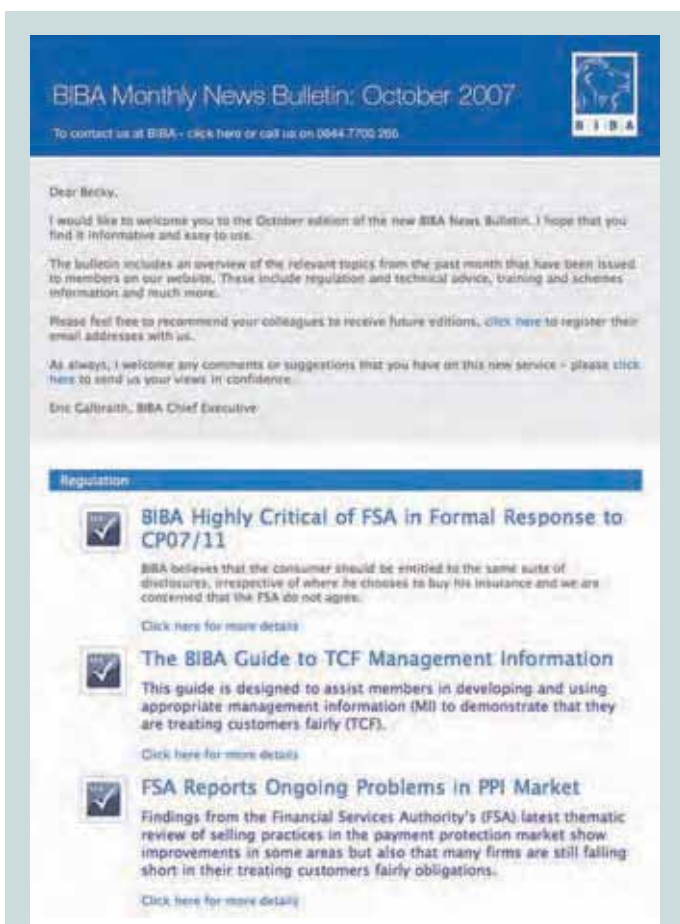 BIBA Monthly News Bulletin: October 2007
To contact us at BIBA - click here or call us on 0844 7700 266
BIBA
Dear Becky,
I would like to welcome you to the October edition of the new BIBA News Bulletin. I hope that you
find it informative and easy to use.
The bulletin includes an overview of the relevant topics from the past month that have been issued
to members on our website. These include regulation and technical advice, training and schemes
information and much more.
Please feel free to recommend your colleagues to receive future editions, click here to register their
email addresses with us.
As always, I welcome any comments or suggestions that you have on this new service - please click
here to send us your views in confidence.
Eric Galbraith, BIBA Chief Executive
Regulation
BIBA Highly Critical of FSA in Formal Response to
CP07/11
BIBA believes that the consumer should be entitled to the same suite of
disclosures, irrespective of where he chooses to buy his insurance and we are
concerned that the FSA do not agree.
Click here for more details
The BIBA Guide to TCF Management Information
This guide is designed to assist members in developing and using
appropriate management information (MI) to demonstrate that they
are treating customers fairly (TCF).
Click here for more details
FSA Reports Ongoing Problems in PPI Market
Findings from the Financial Services Authority's (FSA) latest thematic
review of selling practices in the payment protection market show
improvements in some areas but also that many firms are still falling
short in their treating customers fairly obligations.
Click here for more details